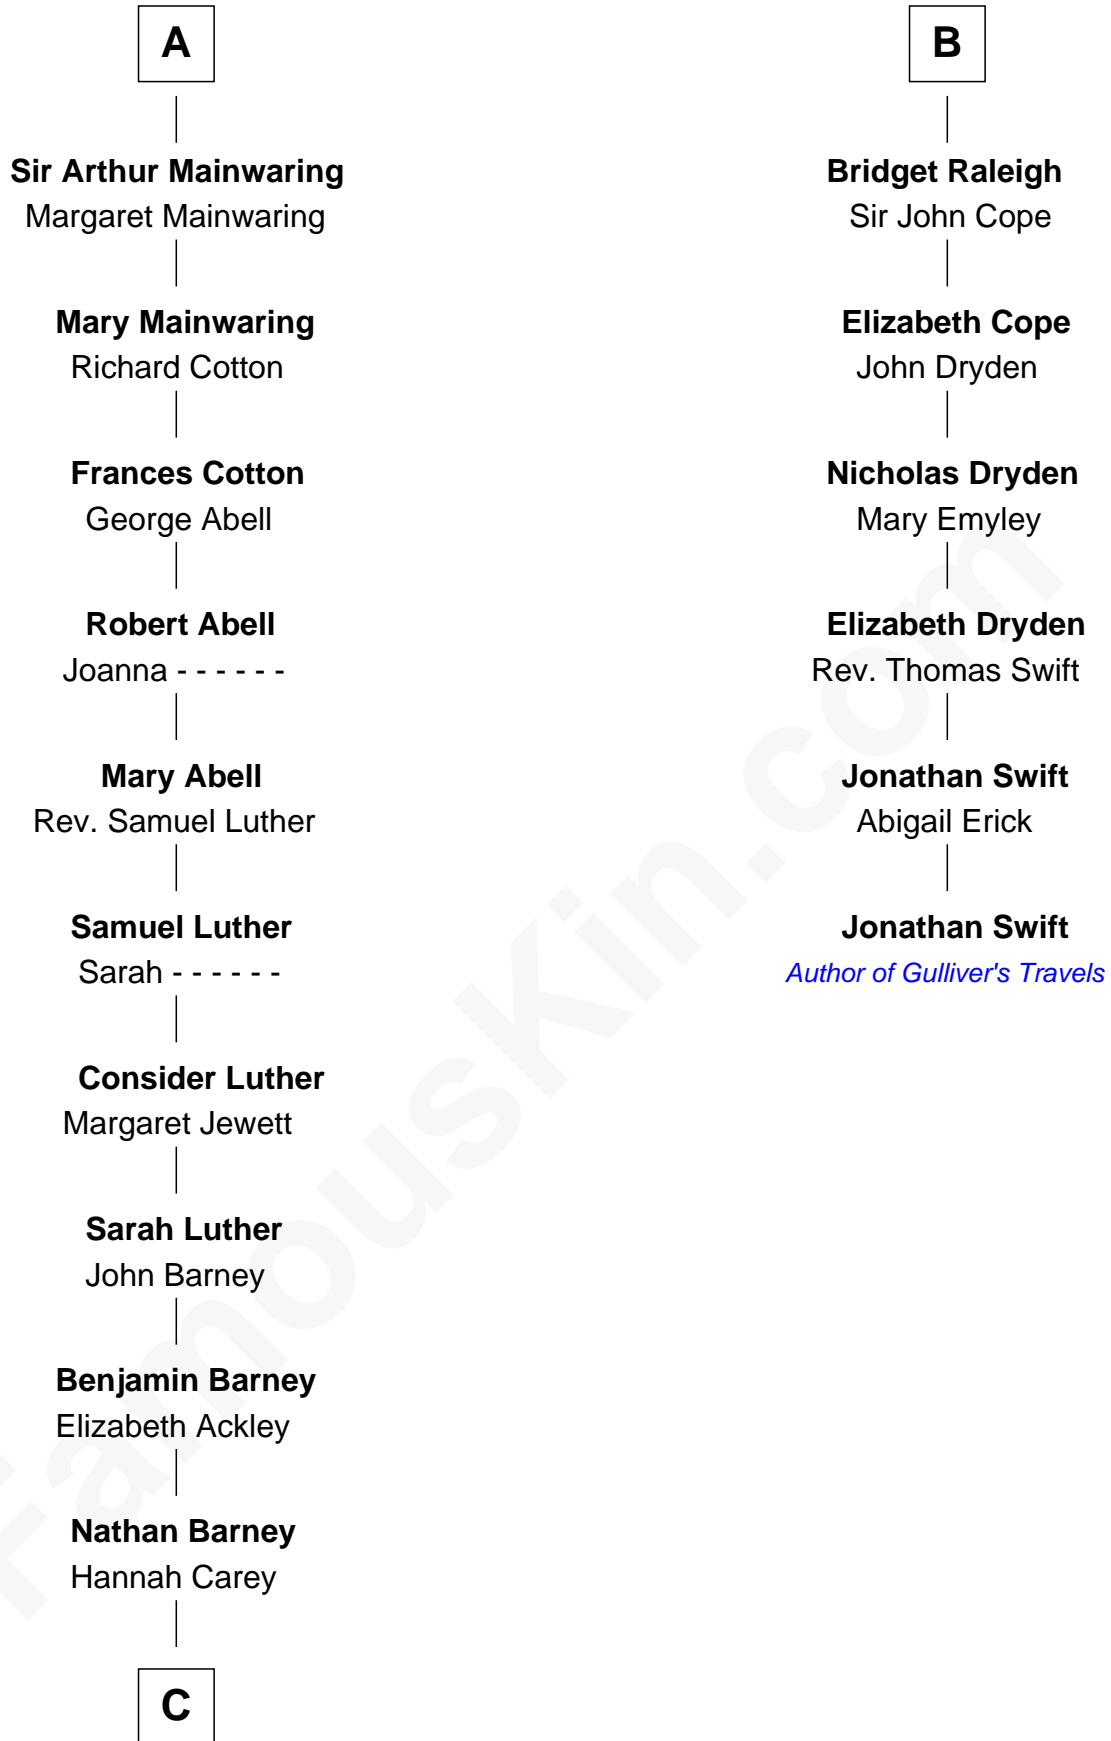 A
Sir Arthur Mainwaring
Margaret Mainwaring
Mary Mainwaring
Richard Cotton
Frances Cotton
George Abell
Robert Abell
Joanna - - - - - -
Mary Abell
Rev. Samuel Luther
Samuel Luther
Sarah - - - - - -
Consider Luther
Margaret Jewett
Sarah Luther
John Barney
Benjamin Barney
Elizabeth Ackley
Nathan Barney
Hannah Carey
C
B
Bridget Raleigh
Sir John Cope
Elizabeth Cope
John Dryden
Nicholas Dryden
Mary Emyley
Elizabeth Dryden
Rev. Thomas Swift
Jonathan Swift
Abigail Erick
Jonathan Swift
Author of Gulliver's Travels
FamousKin.com